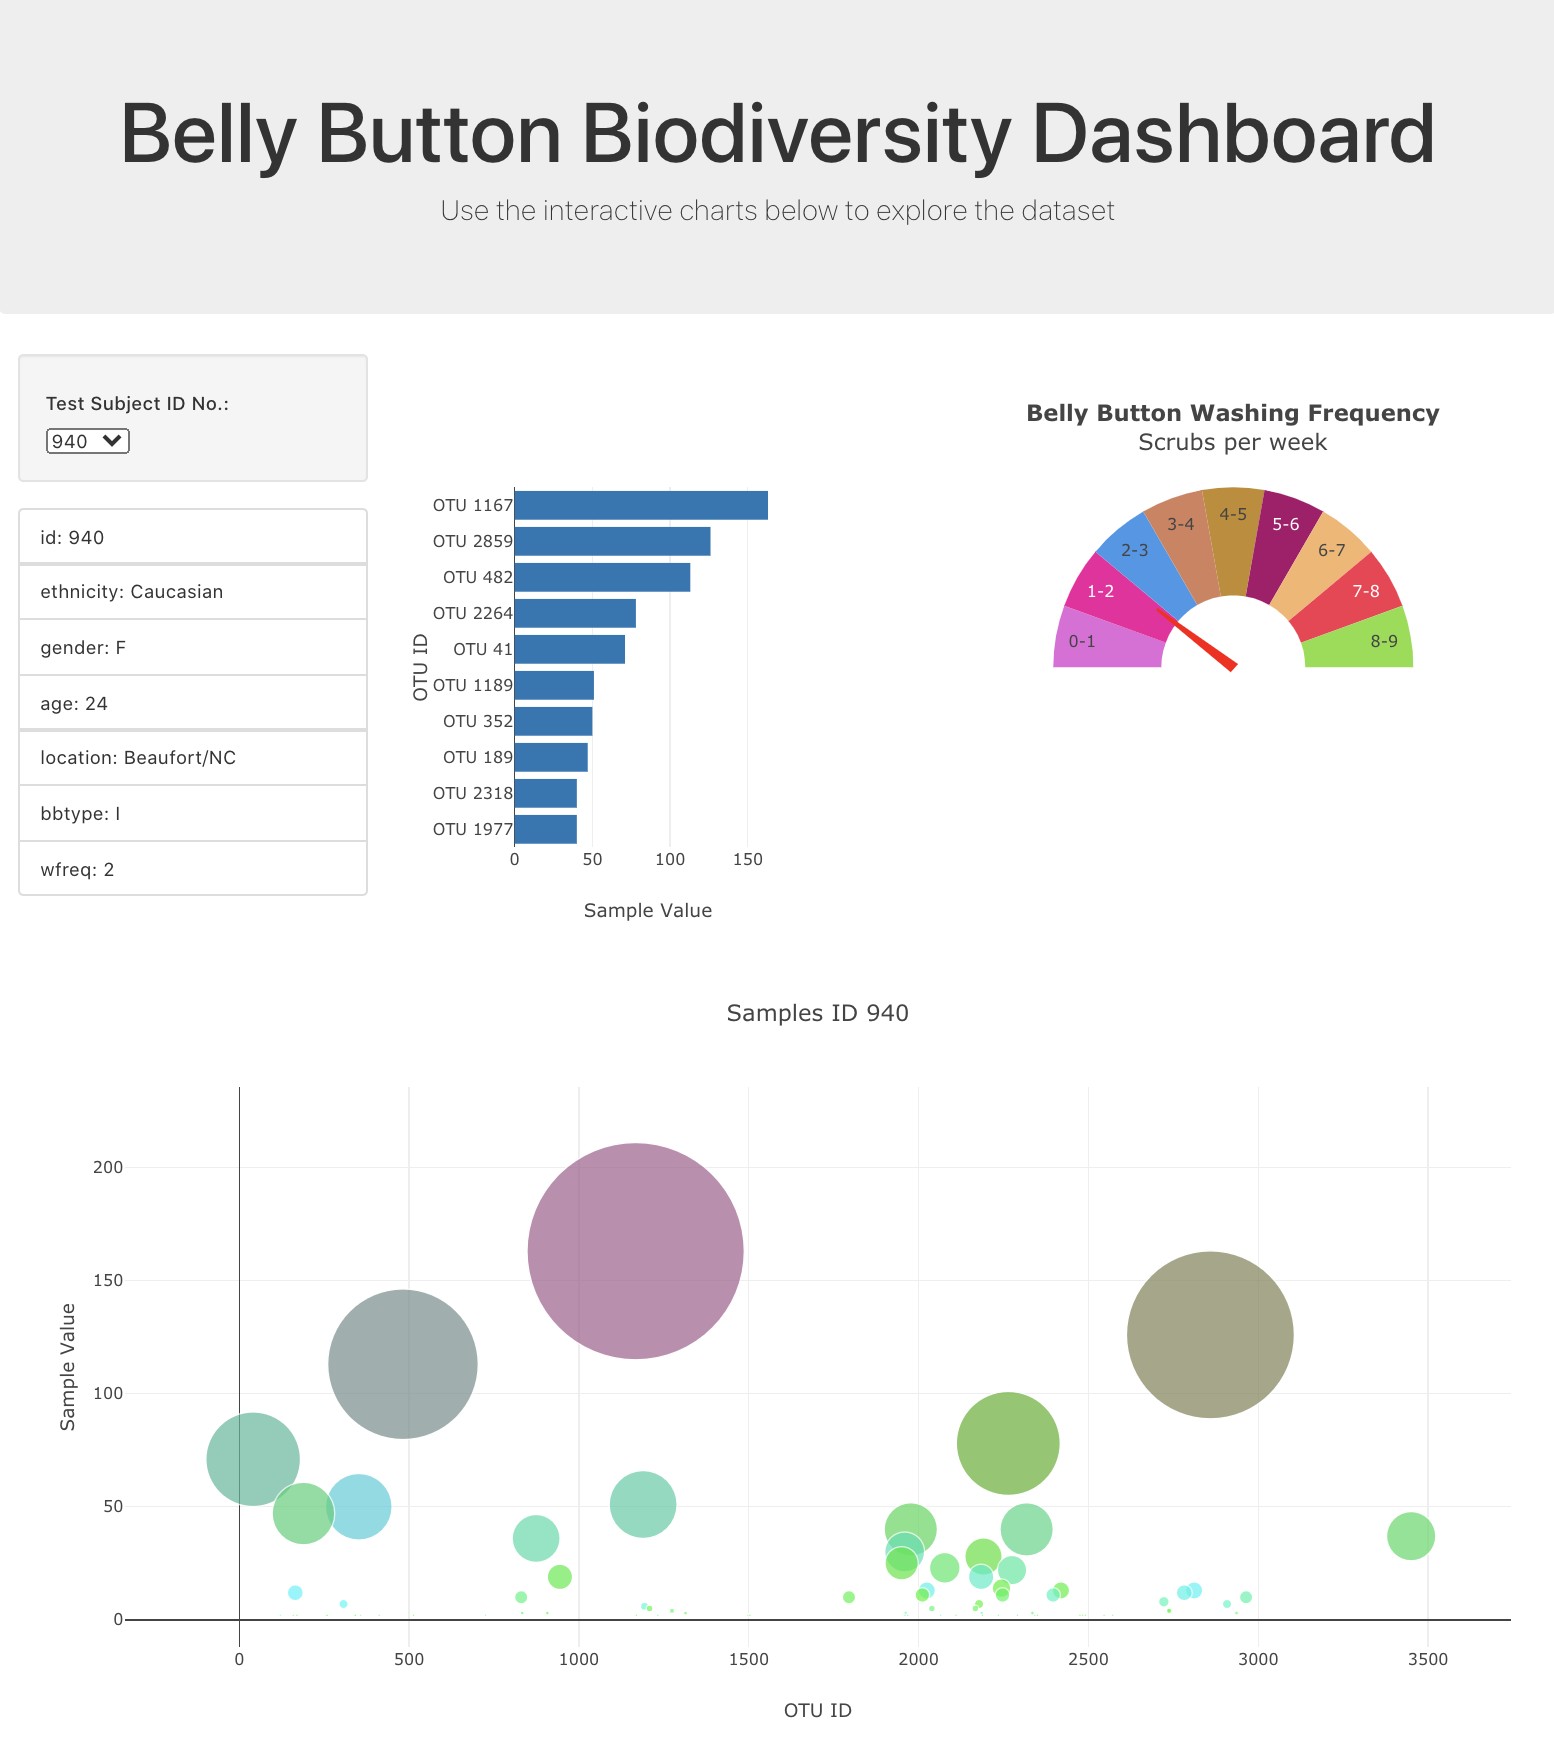 Belly Button Biodiversity Dashboard
Use the interactive charts below to explore the dataset
Test Subject ID No.:
940
id: 940
ethnicity: Caucasian
gender: F
age: 24
location: Beaufort/NC
bbtype: I
wfreq: 2
OTU ID
OTU 1167
OTU 2859
OTU 482
OTU 2264
OTU 41
OTU 1189
OTU 352
OTU 189
OTU 2318
OTU 1977
0 50 100 150
Sample Value
Belly Button Washing Frequency
Scrubs per week
0-1
1-2
2-3
3-4
4-5
5-6
6-7
7-8
8-9
Samples ID 940
Sample Value
200
150
100
50
0
0 500 1000 1500 2000 2500 3000 3500
OTU ID